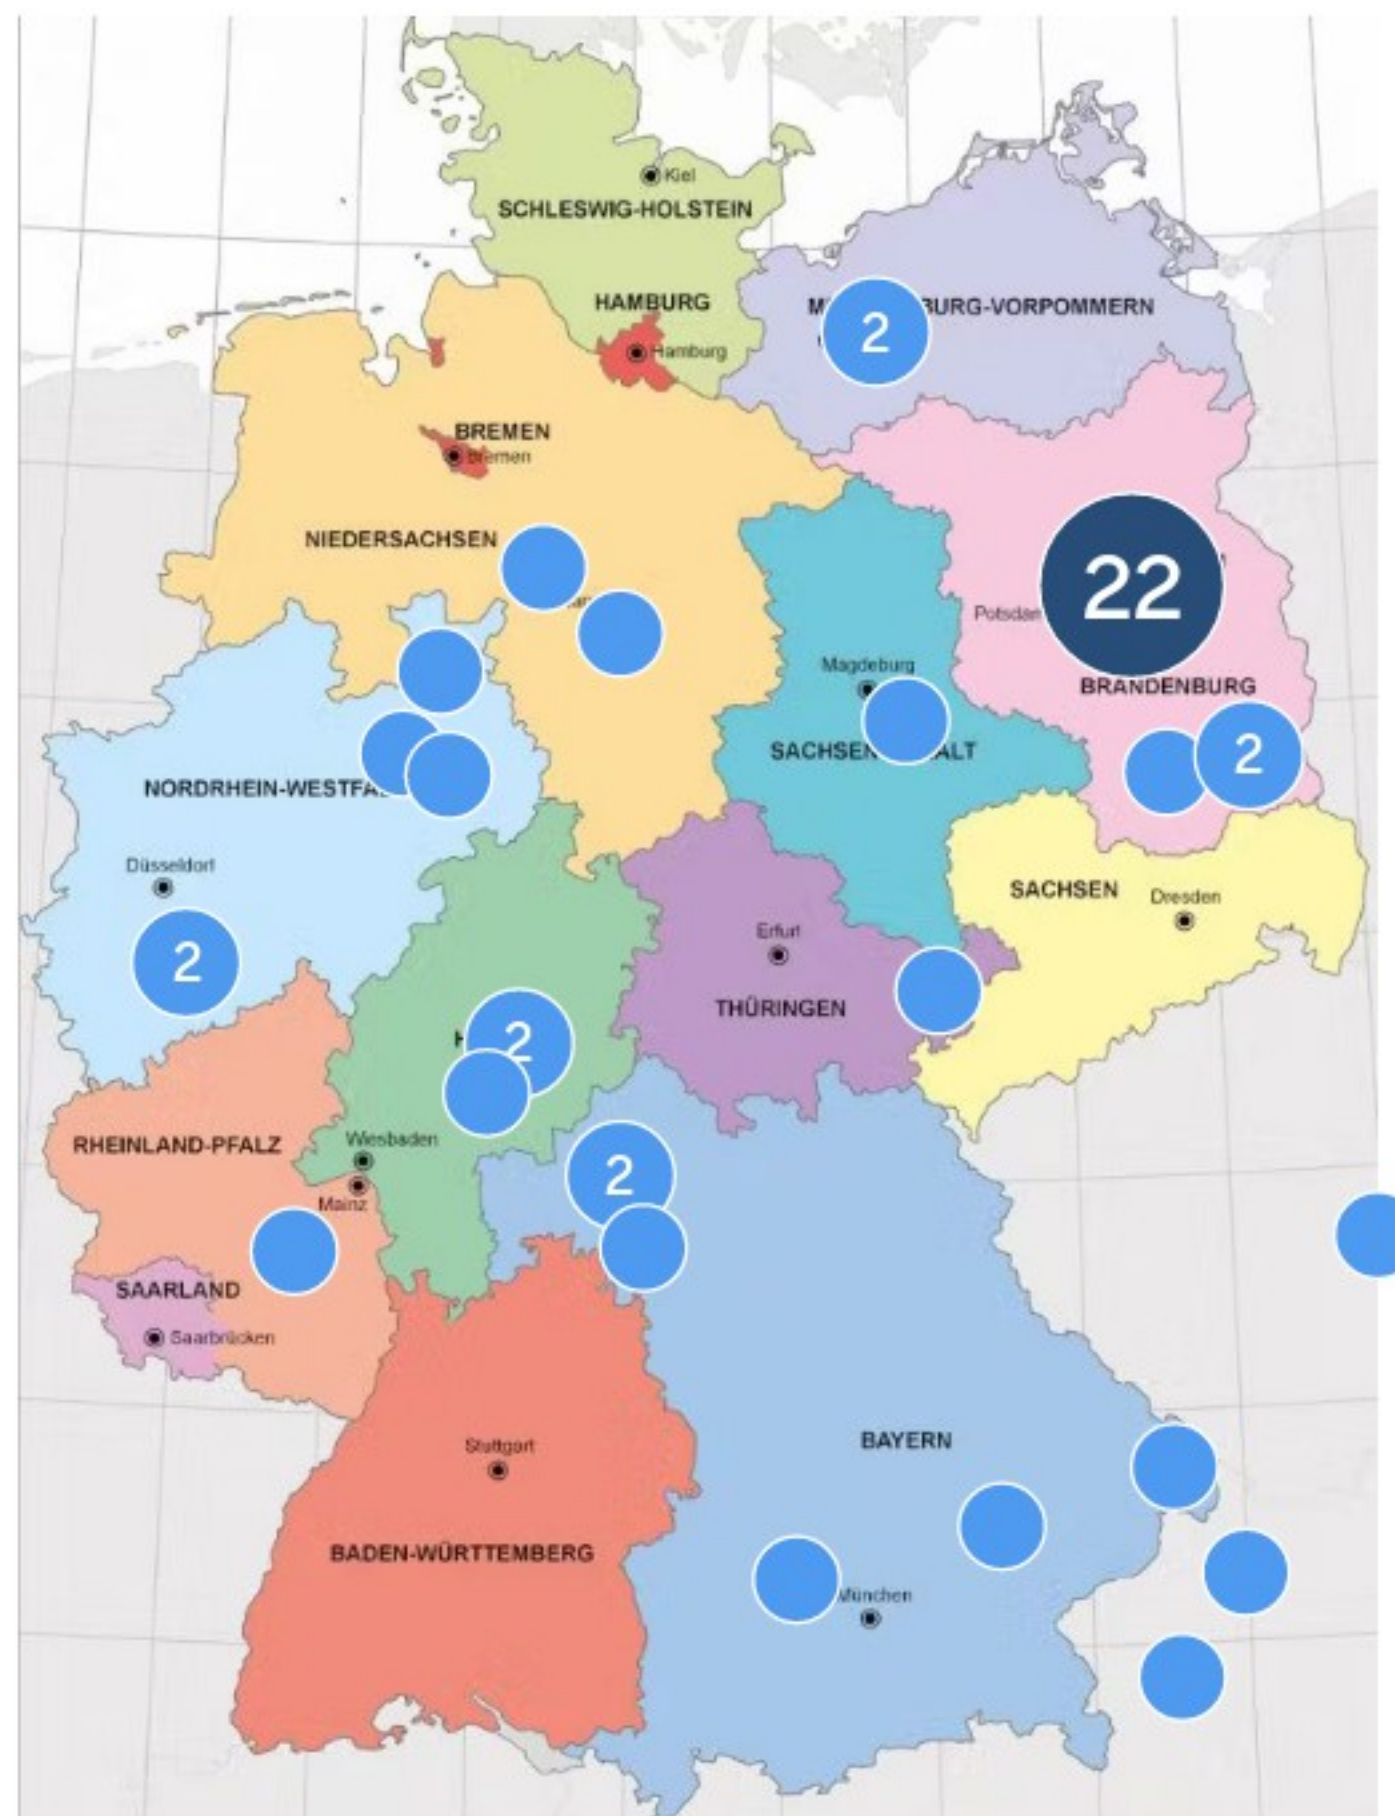 Kiel
SCHLESWIG-HOLSTEIN
HAMBURG
Hamburg
2
BURG-VORPOMMERN
BREMEN
Bremen
NIEDERSACHSEN
22
Potsdam
BRANDENBURG
Magdeburg
SACHSEN
ALT
2
NORDRHEIN-WESTFA
Düsseldorf
2
SACHSEN
Dresden
Erfurt
THÜRINGEN
2
RHEINLAND-PFALZ
Wiesbaden
Mainz
2
SAARLAND
Saarbrücken
Stuttgart
BAYERN
BADEN-WÜRTTEMBERG
München